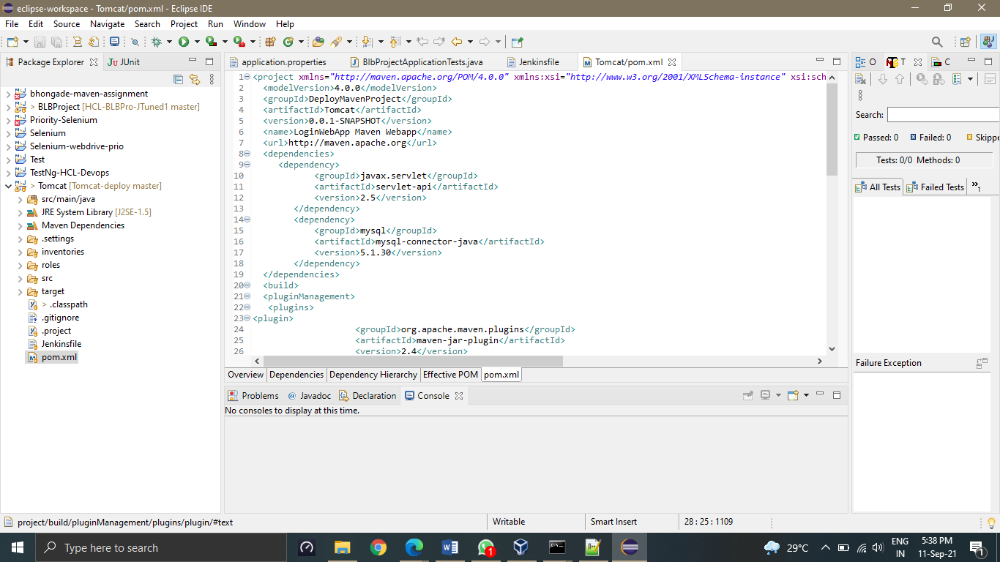 eclipse-workspace - Tomcat/pom.xml - Eclipse IDE
File Edit Source Navigate Search Project Run Window Help
Package Explorer
JUnit
bhongade-maven-assignment
> BLBProject [HCL-BLBPro-JTuned1 master]
Priority-Selenium
Selenium
Selenium-webdrive-prio
Test
TestNg-HCL-Devops
> Tomcat [Tomcat-deploy master]
src/main/java
JRE System Library [J2SE-1.5]
Maven Dependencies
.settings
inventories
roles
src
target
> .classpath
.gitignore
.project
Jenkinsfile
pom.xml
application.properties
BlbProjectApplicationTests.java
Jenkinsfile
Tomcat/pom.xml
1 <project xmlns="http://maven.apache.org/POM/4.0.0" xmlns:xsi="http://www.w3.org/2001/XMLSchema-instance" xsi:sch
2 <modelVersion>4.0.0</modelVersion>
3 <groupId>DeployMavenProject</groupId>
4 <artifactId>Tomcat</artifactId>
5 <version>0.0.1-SNAPSHOT</version>
6 <name>LoginWebApp Maven Webapp</name>
7 <url>http://maven.apache.org</url>
8 <dependencies>
9 <dependency>
10 <groupId>javax.servlet</groupId>
11 <artifactId>servlet-api</artifactId>
12 <version>2.5</version>
13 </dependency>
14 <dependency>
15 <groupId>mysql</groupId>
16 <artifactId>mysql-connector-java</artifactId>
17 <version>5.1.30</version>
18 </dependency>
19 </dependencies>
20 <build>
21 <pluginManagement>
22 <plugins>
23 <plugin>
24 <groupId>org.apache.maven.plugins</groupId>
25 <artifactId>maven-jar-plugin</artifactId>
26 <version>2.4</version>
Overview Dependencies Dependency Hierarchy Effective POM pom.xml
Problems @ Javadoc Declaration Console
No consoles to display at this time.
O
T
C
Search:
Passed: 0 Failed: 0 Skippe
Tests: 0/0 Methods: 0
All Tests Failed Tests »1
Failure Exception
project/build/pluginManagement/plugins/plugin/#text
Writable
Smart Insert
28 : 25 : 1109
Type here to search
1
29°C
ENG
IN
5:38 PM
11-Sep-21
1